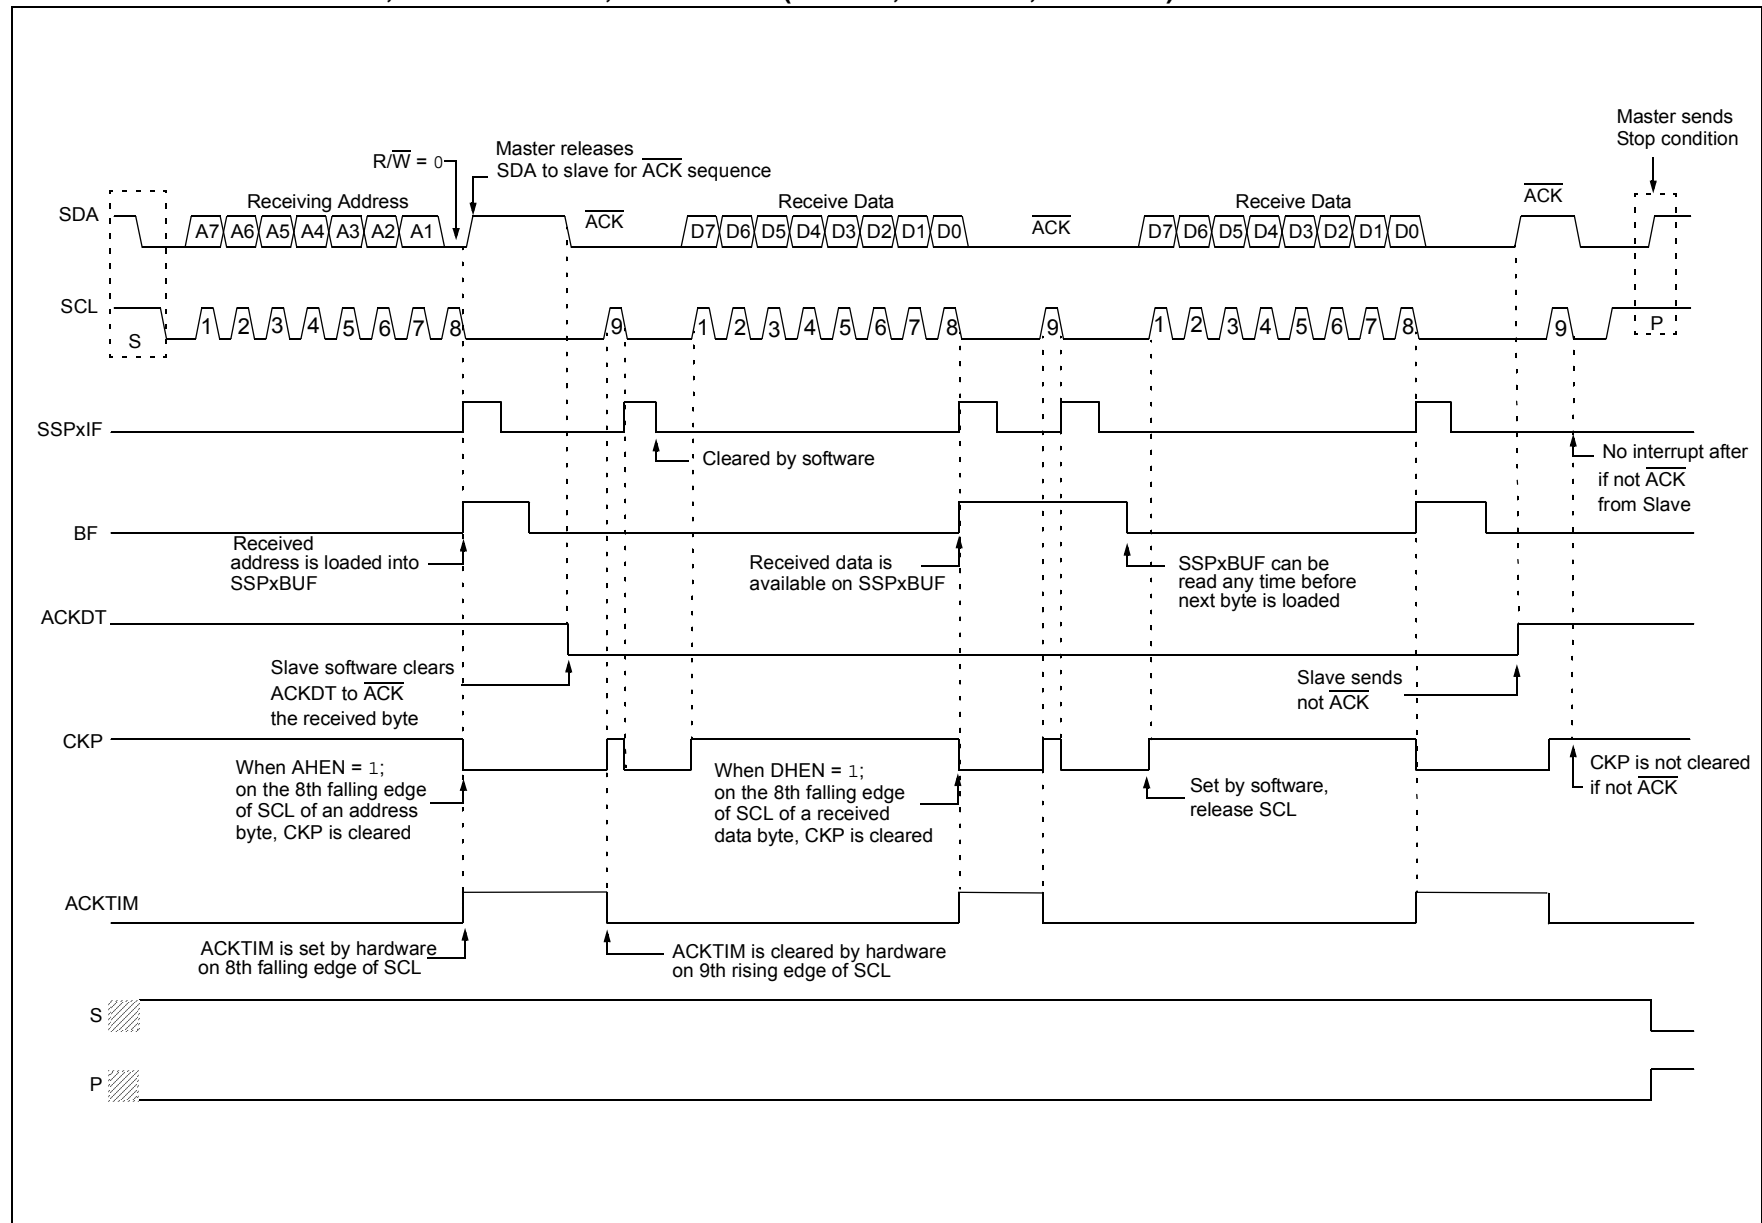 Master sends
Stop condition
R/W̅ = 0
Master releases
SDA to slave for A̅C̅K̅ sequence
SDA
Receiving Address
A7 A6 A5 A4 A3 A2 A1
A̅C̅K̅
Receive Data
D7 D6 D5 D4 D3 D2 D1 D0
A̅C̅K̅
Receive Data
D7 D6 D5 D4 D3 D2 D1 D0
A̅C̅K̅
SCL
S
1 2 3 4 5 6 7 8 9
1 2 3 4 5 6 7 8 9
1 2 3 4 5 6 7 8 9
P
SSPxIF
Cleared by software
No interrupt after
if not A̅C̅K̅
from Slave
BF
Received
address is loaded into
SSPxBUF
Received data is
available on SSPxBUF
SSPxBUF can be
read any time before
next byte is loaded
ACKDT
Slave software clears
ACKDT to A̅C̅K̅
the received byte
Slave sends
not A̅C̅K̅
CKP
When AHEN = 1;
on the 8th falling edge
of SCL of an address
byte, CKP is cleared
When DHEN = 1;
on the 8th falling edge
of SCL of a received
data byte, CKP is cleared
Set by software,
release SCL
CKP is not cleared
if not A̅C̅K̅
ACKTIM
ACKTIM is set by hardware
on 8th falling edge of SCL
ACKTIM is cleared by hardware
on 9th rising edge of SCL
S
P